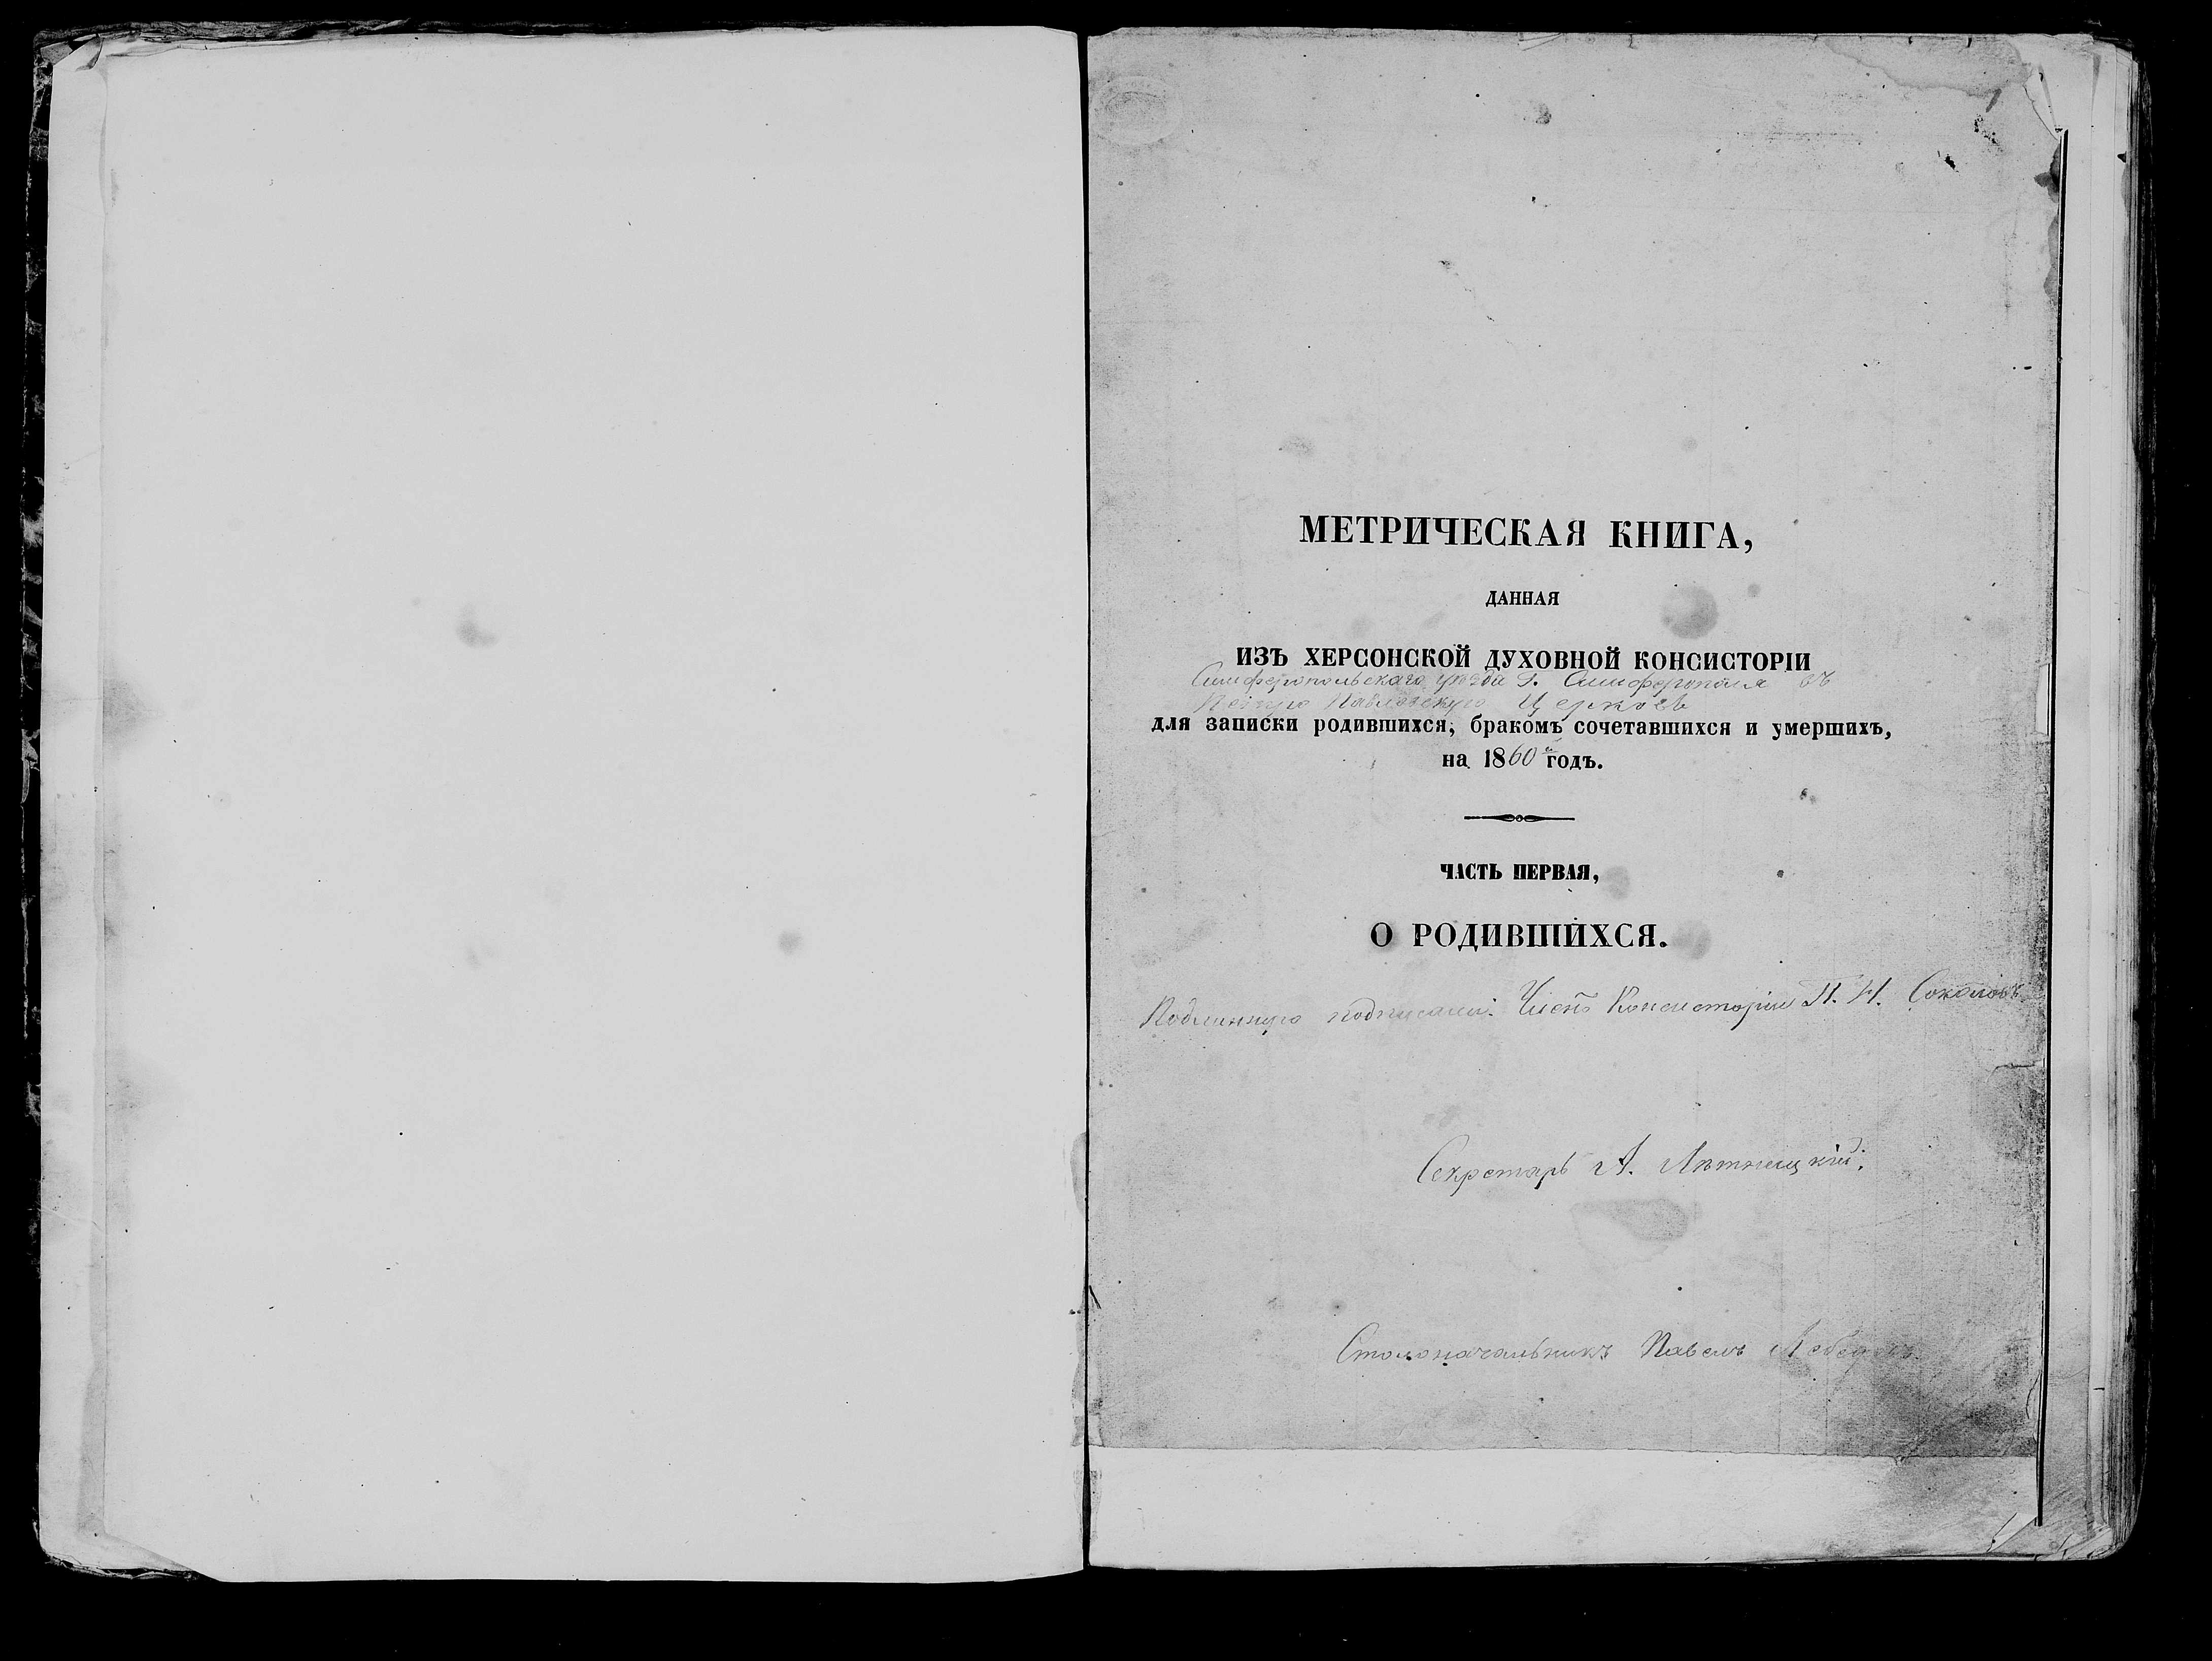 МЕТРИЧЕСКАЯ КНИГА,
ДАННАЯ
ИЗЪ ХЕРСОНСКОЙ ДУХОВНОЙ КОНСИСТОРІИ
Симферопольскаго уѣзда г. Симферополя въ
Петро Павловскую Церковь
для записки родившихся, бракомъ сочетавшихся и умершихъ,
на 1860 й годъ.
ЧАСТЬ ПЕРВАЯ,
О РОДИВШИХСЯ.
Подлинную подписали: Членъ Консисторіи П. И. Соколовъ
Секретарь А. Лѣтницкій.
Столоначальникъ Павелъ